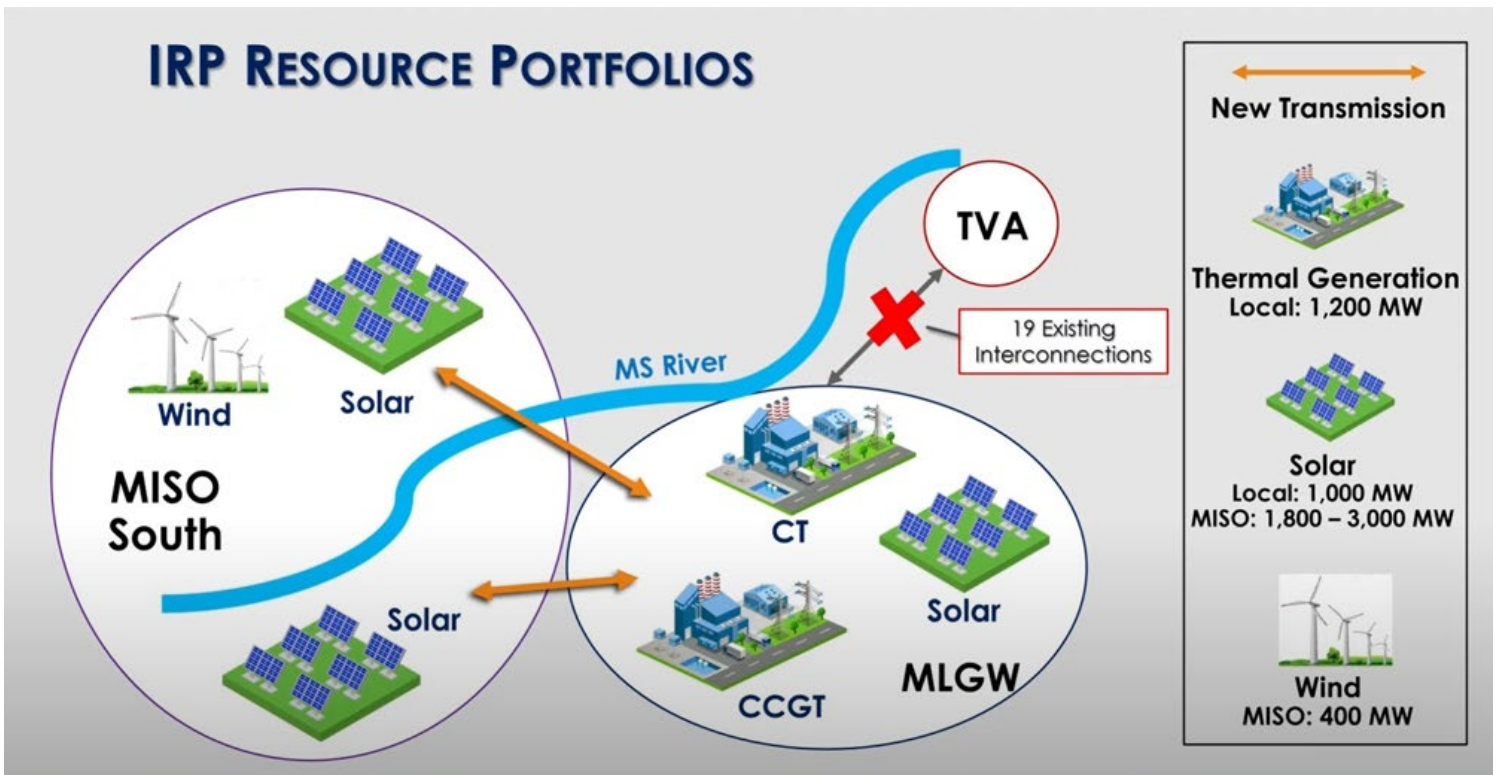 IRP RESOURCE PORTFOLIOS
Wind
Solar
MISO
South
Solar
MS River
TVA
19 Existing
Interconnections
CT
Solar
CCGT
MLGW
New Transmission
Thermal Generation
Local: 1,200 MW
Solar
Local: 1,000 MW
MISO: 1,800 – 3,000 MW
Wind
MISO: 400 MW